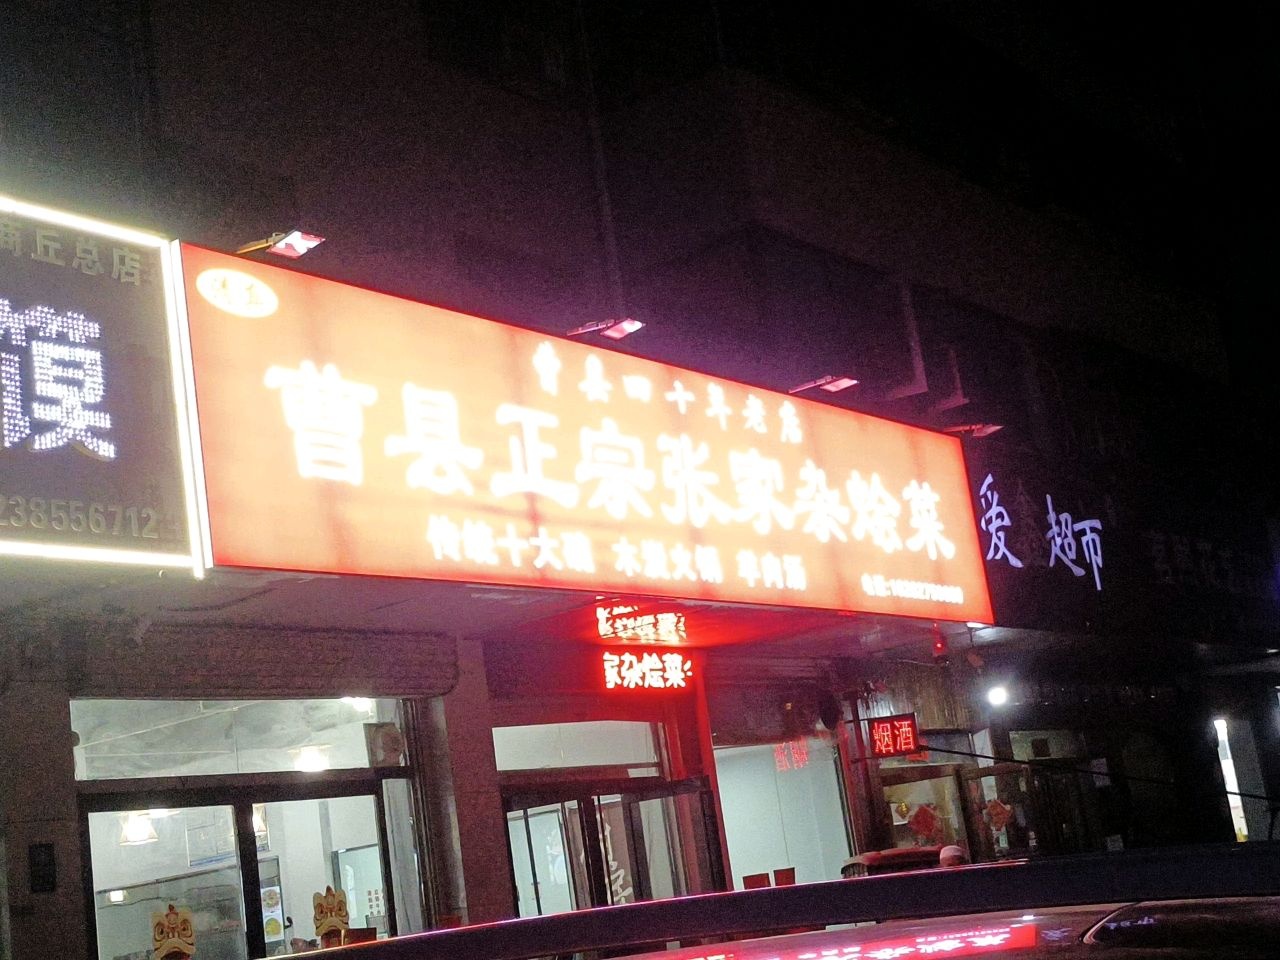 商丘总店
馍
238556712
曹县四十年老店
曹县正宗张家杂烩菜
传统十大碗 木炭火锅 羊肉汤
家杂烩菜
爱 超市
烟酒